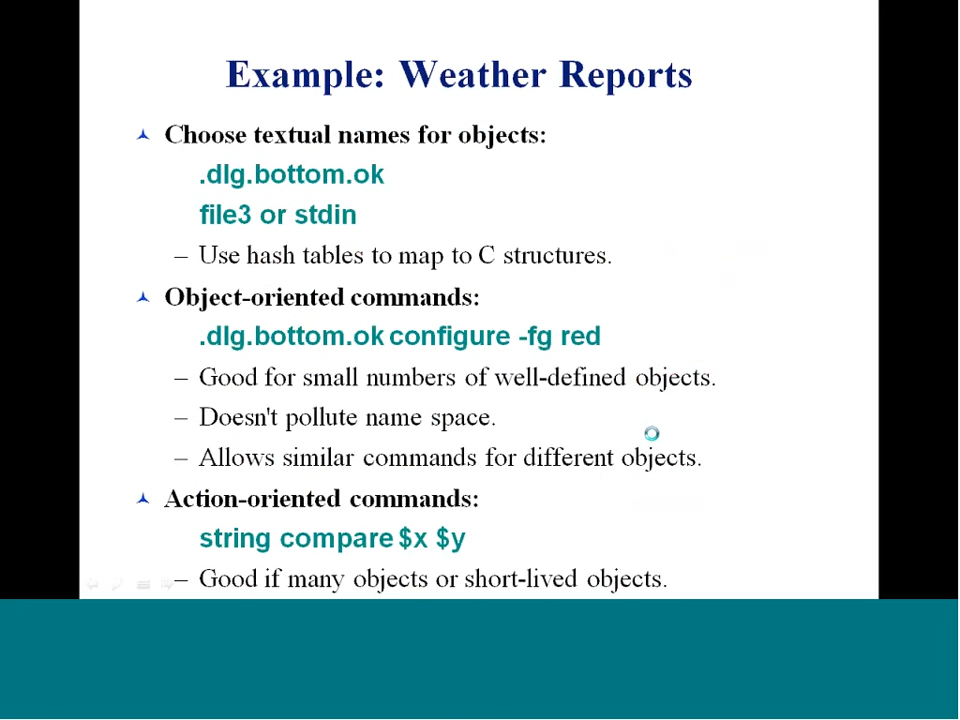 Example: Weather Reports
Choose textual names for objects:
.dlg.bottom.ok
file3 or stdin
– Use hash tables to map to C structures.
Object-oriented commands:
.dlg.bottom.ok configure -fg red
– Good for small numbers of well-defined objects.
– Doesn't pollute name space.
– Allows similar commands for different objects.
Action-oriented commands:
string compare $x $y
– Good if many objects or short-lived objects.